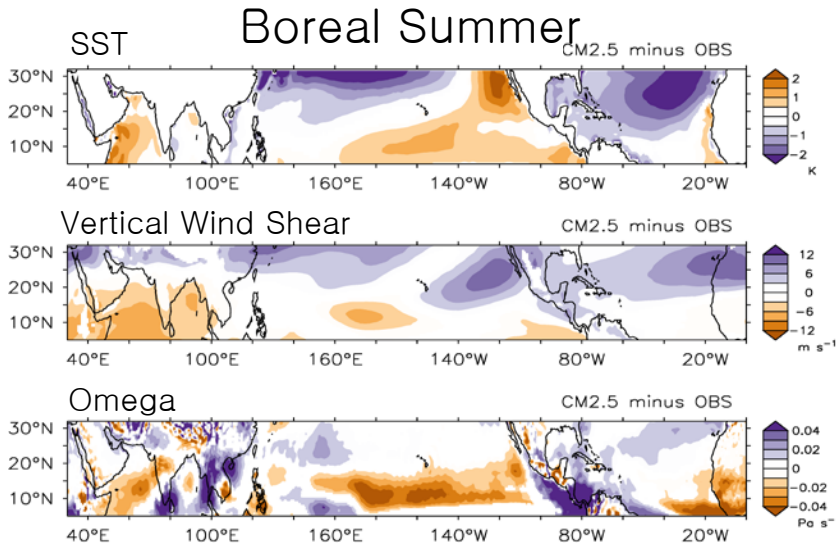 Boreal Summer
SST
CM2.5 minus OBS
30°N
20°N
10°N
40°E 100°E 160°E 140°W 80°W 20°W
2
1
0
-1
-2
K
Vertical Wind Shear
CM2.5 minus OBS
30°N
20°N
10°N
40°E 100°E 160°E 140°W 80°W 20°W
12
6
0
-6
-12
m s⁻¹
Omega
CM2.5 minus OBS
30°N
20°N
10°N
40°E 100°E 160°E 140°W 80°W 20°W
0.04
0.02
0
-0.02
-0.04
Pa s⁻